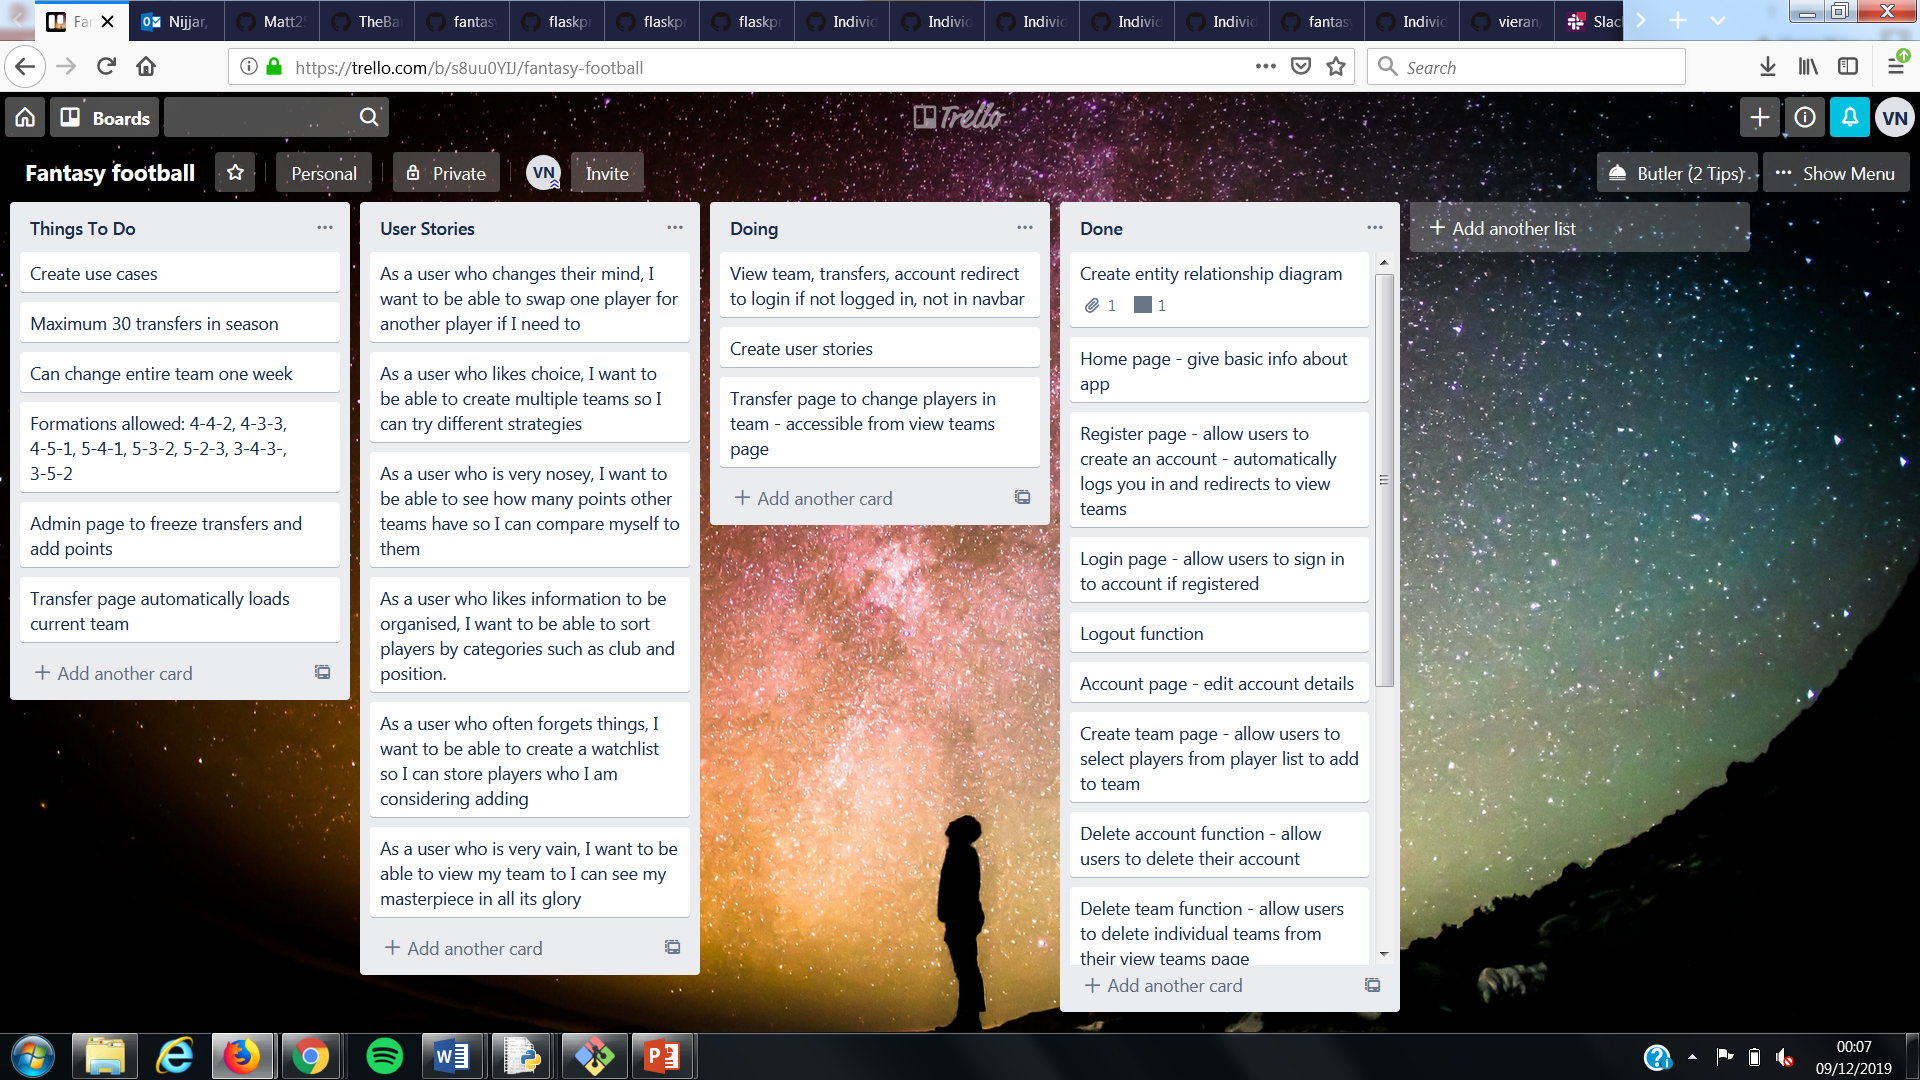 Fa
Nijjar,
Matt2
TheBa
fantasy
flaskpr
flaskpr
flaskpr
Individ
Individ
Individ
Individ
Individ
fantasy
Individ
vieran
Slac
https://trello.com/b/s8uu0YIJ/fantasy-football
Search
Boards
Trello
VN
Fantasy football
Personal
Private
VN
Invite
Butler (2 Tips)
Show Menu
Things To Do
Create use cases
Maximum 30 transfers in season
Can change entire team one week
Formations allowed: 4-4-2, 4-3-3,
4-5-1, 5-4-1, 5-3-2, 5-2-3, 3-4-3-,
3-5-2
Admin page to freeze transfers and
add points
Transfer page automatically loads
current team
+ Add another card
User Stories
As a user who changes their mind, I
want to be able to swap one player for
another player if I need to
As a user who likes choice, I want to
be able to create multiple teams so I
can try different strategies
As a user who is very nosey, I want to
be able to see how many points other
teams have so I can compare myself to
them
As a user who likes information to be
organised, I want to be able to sort
players by categories such as club and
position.
As a user who often forgets things, I
want to be able to create a watchlist
so I can store players who I am
considering adding
As a user who is very vain, I want to be
able to view my team to I can see my
masterpiece in all its glory
+ Add another card
Doing
View team, transfers, account redirect
to login if not logged in, not in navbar
Create user stories
Transfer page to change players in
team - accessible from view teams
page
+ Add another card
Done
Create entity relationship diagram
1 1
Home page - give basic info about
app
Register page - allow users to
create an account - automatically
logs you in and redirects to view
teams
Login page - allow users to sign in
to account if registered
Logout function
Account page - edit account details
Create team page - allow users to
select players from player list to add
to team
Delete account function - allow
users to delete their account
Delete team function - allow users
to delete individual teams from
their view teams page
+ Add another card
+ Add another list
00:07
09/12/2019